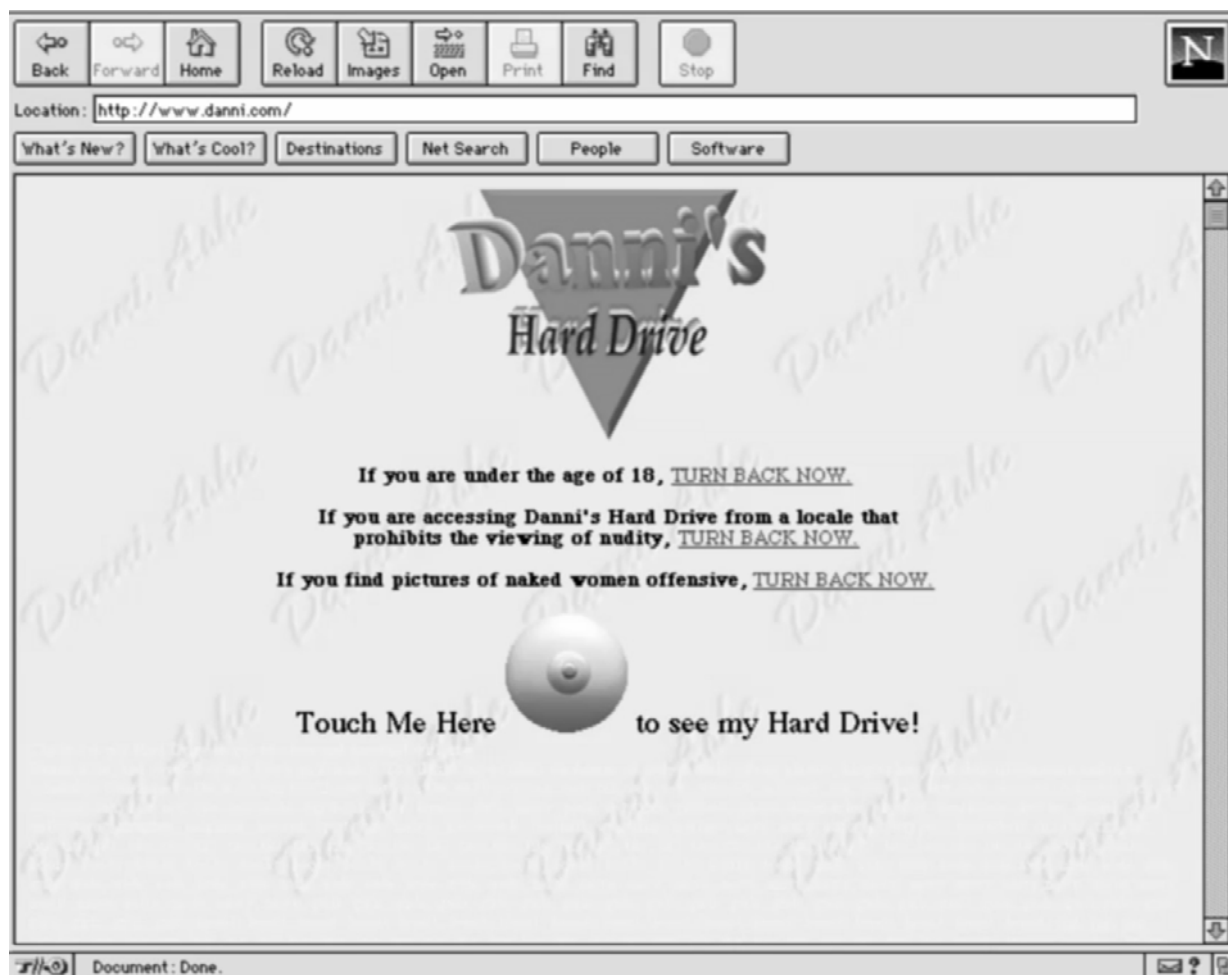 Back Forward Home Reload Images Open Print Find Stop N
Location: http://www.danni.com/
What's New? What's Cool? Destinations Net Search People Software
Danni's
Hard Drive
If you are under the age of 18, TURN BACK NOW.
If you are accessing Danni's Hard Drive from a locale that
prohibits the viewing of nudity, TURN BACK NOW.
If you find pictures of naked women offensive, TURN BACK NOW.
Touch Me Here to see my Hard Drive!
Danni Ashe
Document: Done. ?